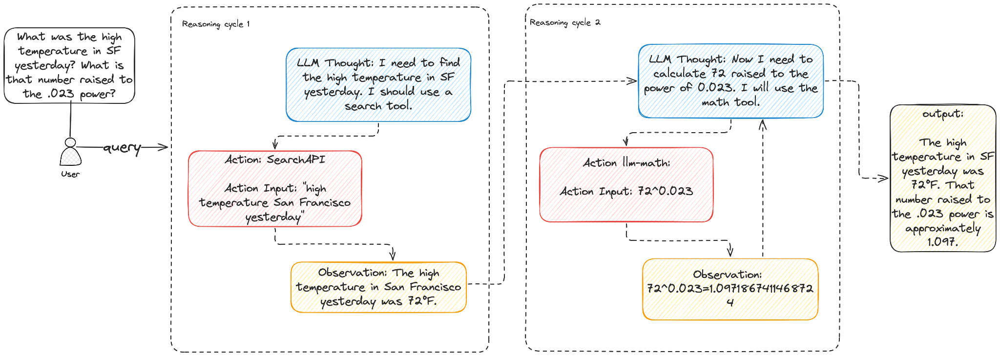 What was the high
temperature in SF
yesterday? What is
that number raised to
the .023 power?
query
User
Reasoning cycle 1
LLM Thought: I need to find
the high temperature in SF
yesterday. I should use a
search tool.
Action: SearchAPI
Action Input: "high
temperature San Francisco
yesterday"
Observation: The high
temperature in San Francisco
yesterday was 72°F.
Reasoning cycle 2
LLM Thought: Now I need to
calculate 72 raised to the
power of 0.023. I will use the
math tool.
Action llm-math:
Action Input: 72^0.023
Observation:
72^0.023=1.097186741146872
4
output:
The high
temperature in SF
yesterday was
72°F. That
number raised to
the .023 power is
approximately
1.097.